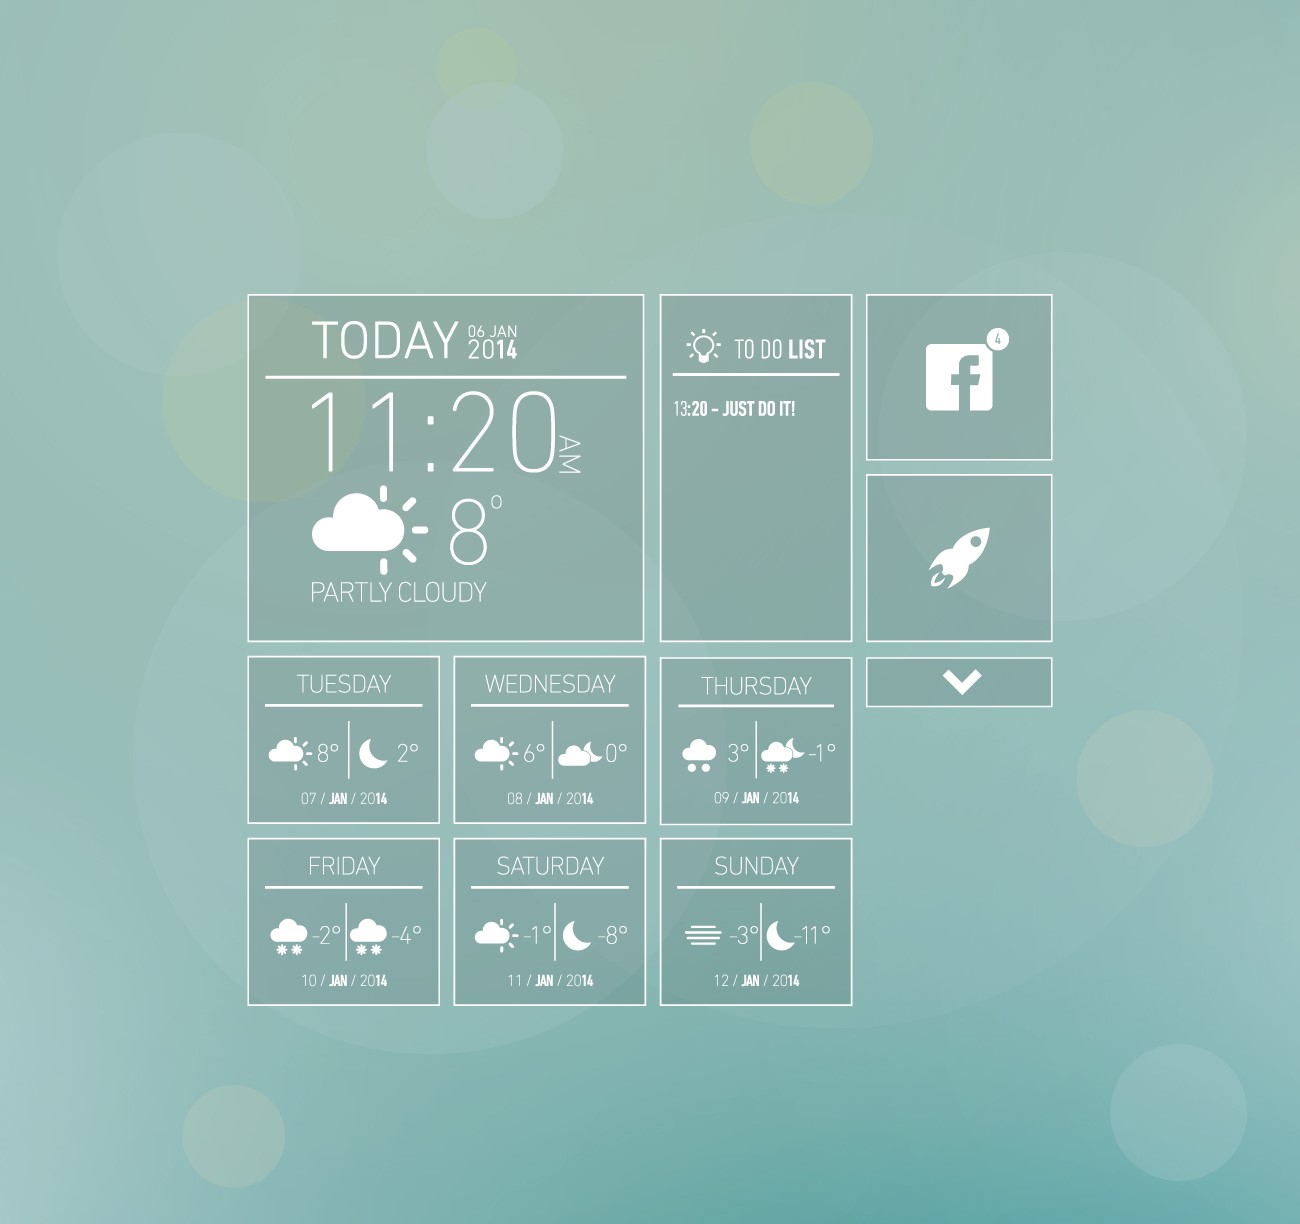 TODAY 06 JAN 2014
11:20 AM
8°
PARTLY CLOUDY
TO DO LIST
13:20 - JUST DO IT!
f
4
TUESDAY
8° 2°
07 / JAN / 2014
WEDNESDAY
6° 0°
08 / JAN / 2014
THURSDAY
3° -1°
09 / JAN / 2014
FRIDAY
-2° -4°
10 / JAN / 2014
SATURDAY
-1° -8°
11 / JAN / 2014
SUNDAY
-3° -11°
12 / JAN / 2014